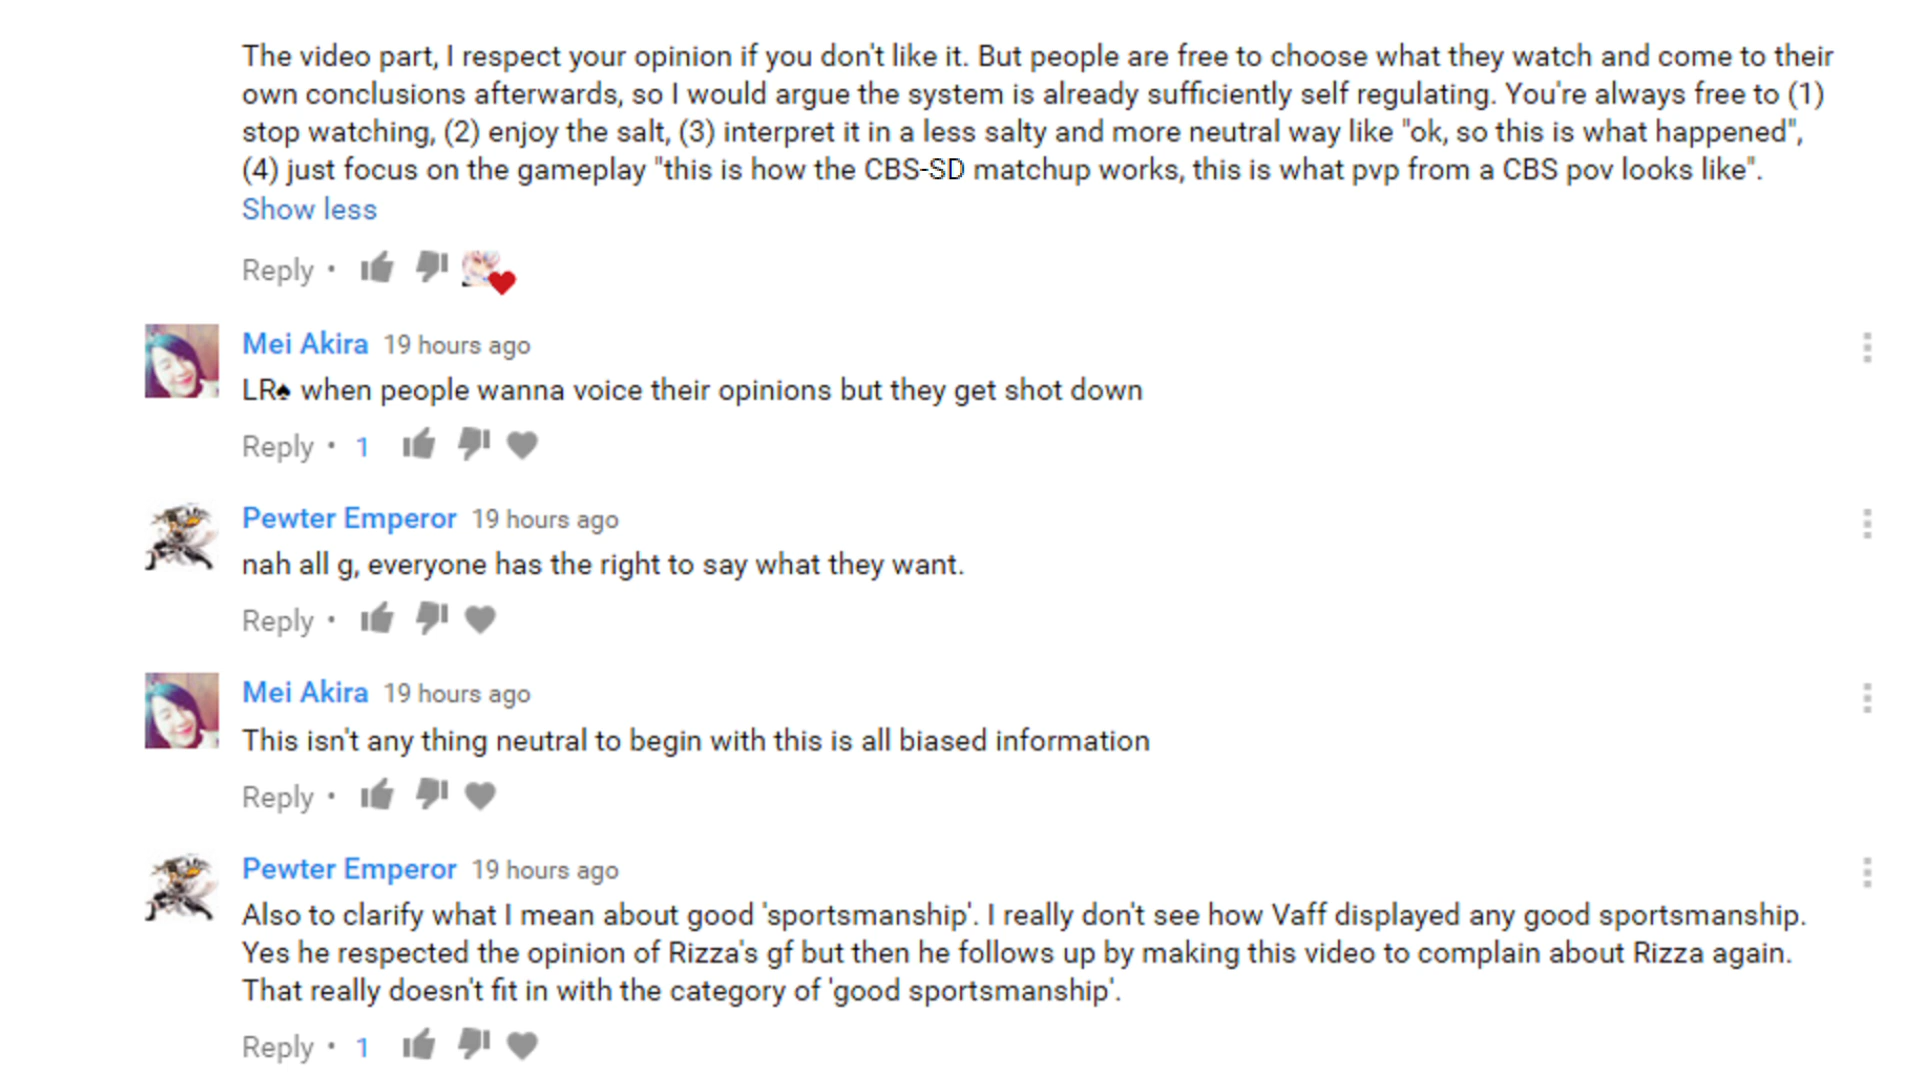 The video part, I respect your opinion if you don't like it. But people are free to choose what they watch and come to their
own conclusions afterwards, so I would argue the system is already sufficiently self regulating. You're always free to (1)
stop watching, (2) enjoy the salt, (3) interpret it in a less salty and more neutral way like "ok, so this is what happened",
(4) just focus on the gameplay "this is how the CBS-SD matchup works, this is what pvp from a CBS pov looks like".
Show less
Reply •
Mei Akira 19 hours ago
LR♠ when people wanna voice their opinions but they get shot down
Reply • 1
Pewter Emperor 19 hours ago
nah all g, everyone has the right to say what they want.
Reply •
Mei Akira 19 hours ago
This isn't any thing neutral to begin with this is all biased information
Reply •
Pewter Emperor 19 hours ago
Also to clarify what I mean about good 'sportsmanship'. I really don't see how Vaff displayed any good sportsmanship.
Yes he respected the opinion of Rizza's gf but then he follows up by making this video to complain about Rizza again.
That really doesn't fit in with the category of 'good sportsmanship'.
Reply • 1